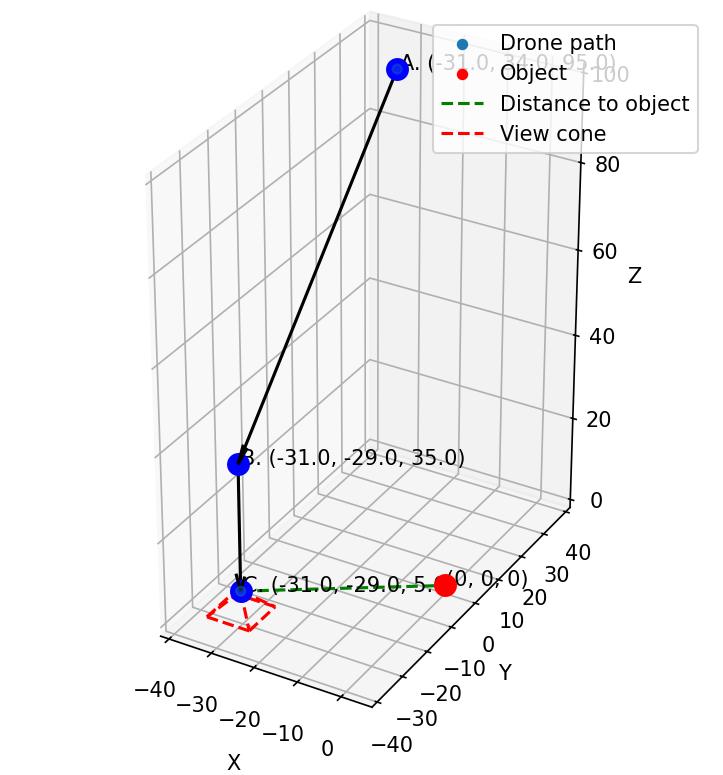 Drone path
Object
Distance to object
View cone
A. (-31.0, 34.0, 95.0)
100
80
60
Z
40
20
0
B. (-31.0, -29.0, 35.0)
C. (-31.0, -29.0, 5.
(0, 0, 0)
40
30
20
10
0
−10
−20
−30
−40
Y
−40
−30
−20
−10
0
X